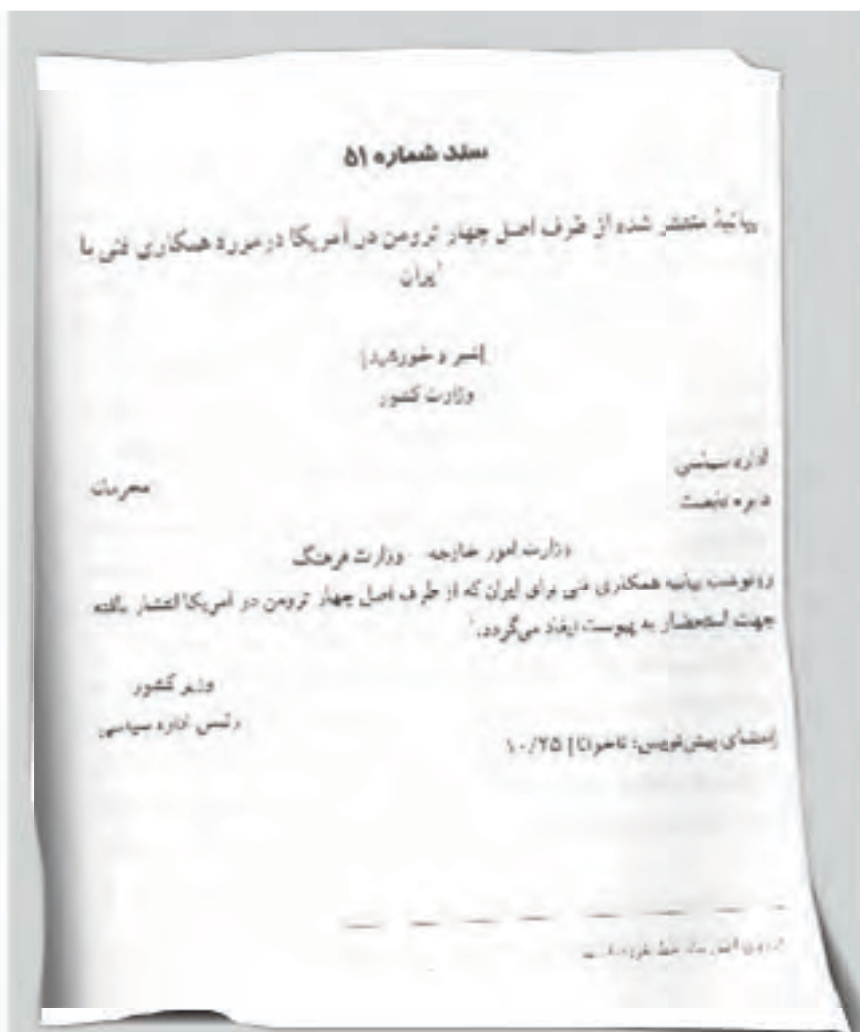 سند شماره ۵۱
بیانیهٔ منتشر شده از طرف اصل چهار ترومن در آمریکا در مورد همکاری فنی با
ایران
[شیر و خورشید]
وزارت کشور
اداره سیاسی
محرمانه
دایره
وزارت امور خارجه - وزارت فرهنگ
رونوشت بیانیه همکاری فنی برای ایران که از طرف اصل چهار ترومن در آمریکا انتشار یافته
جهت استحضار به پیوست ایفاد می‌گردد.
وزیر کشور
رئیس اداره سیاسی
[امضای پیش‌نویس: ناخوانا] ۱۰/۲۵